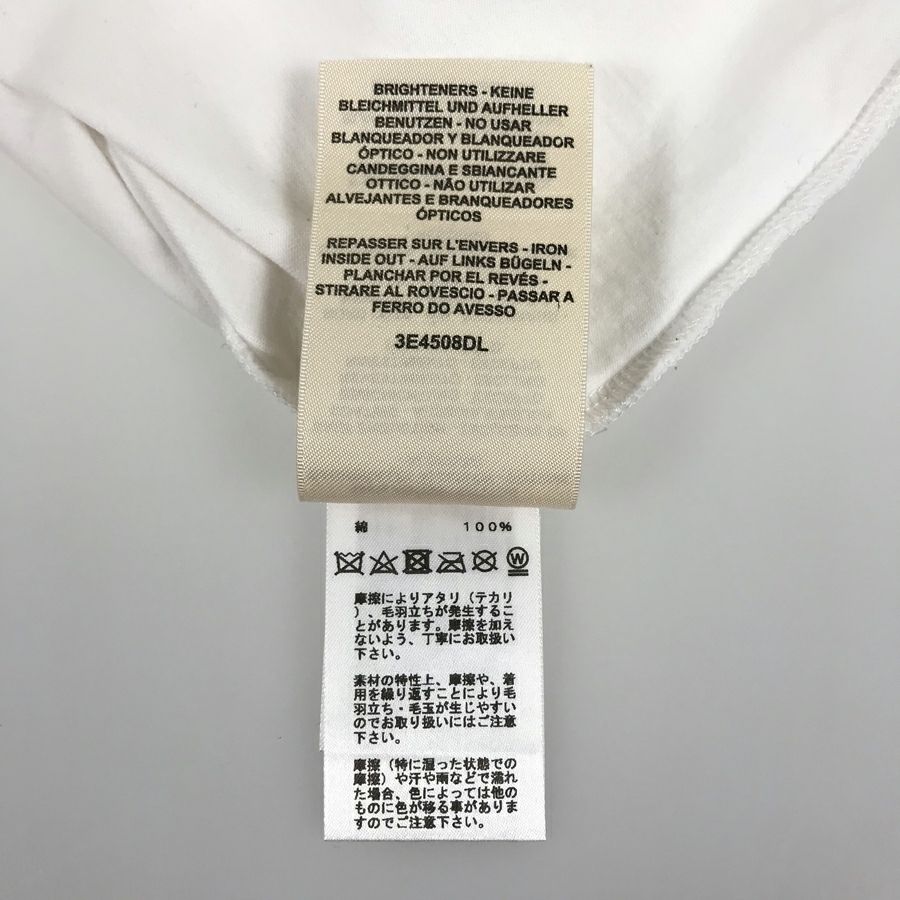 BRIGHTENERS - KEINE
BLEICHMITTEL UND AUFHELLER
BENUTZEN - NO USAR
BLANQUEADOR Y BLANQUEADOR
ÓPTICO - NON UTILIZZARE
CANDEGGINA E SBIANCANTE
OTTICO - NÃO UTILIZAR
ALVEJANTES E BRANQUEADORES
ÓPTICOS
REPASSER SUR L'ENVERS - IRON
INSIDE OUT - AUF LINKS BÜGELN -
PLANCHAR POR EL REVÉS -
STIRARE AL ROVESCIO - PASSAR A
FERRO DO AVESSO
3E4508DL
綿 100%
W
摩擦によりアタリ（テカリ
）、毛羽立ちが発生するこ
とがあります。摩擦を加え
ないよう、丁寧にお取扱い
下さい。
素材の特性上、摩擦や、着
用を繰り返すことにより毛
羽立ち・毛玉が生じやすい
のでお取り扱いにはご注意
下さい。
摩擦（特に湿った状態での
摩擦）や汗や雨などで濡れ
た場合、色によっては他の
ものに色が移る事がありま
すのでご注意下さい。